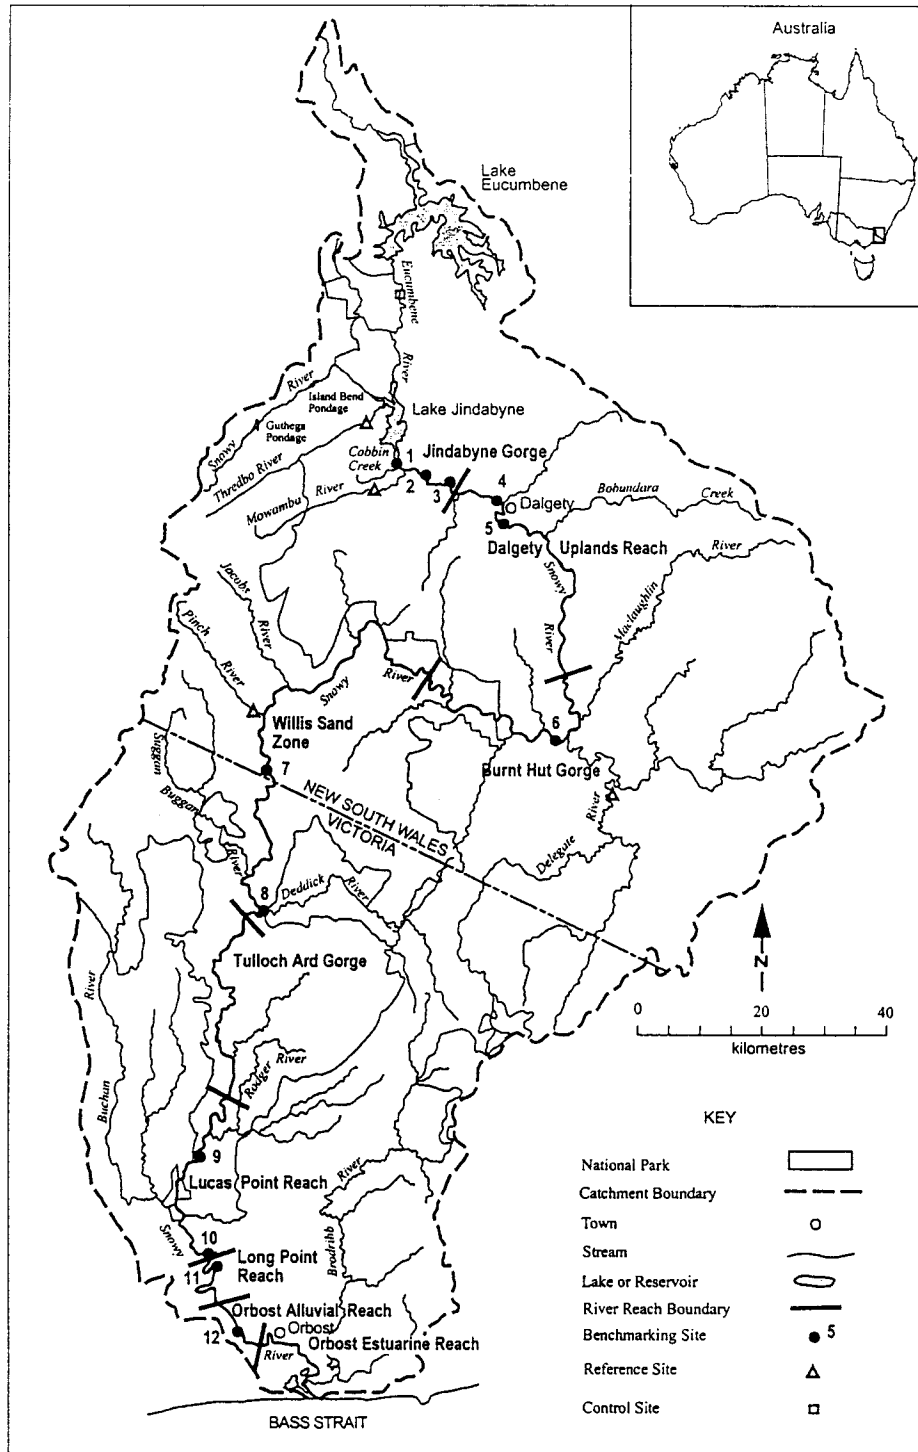 Australia
Lake
Eucumbene
Eucumbene
River
River
Island Bend
Pondage
Guthega
Pondage
Snowy
Thredbo River
Lake Jindabyne
Cobbin
Creek
1
Jindabyne Gorge
2
3
4
Mowamba
River
Dalgety
Bohundara
Creek
5
Dalgety
Uplands Reach
Snowy
River
Maclaughlin
River
Jacobs
River
Pinch
River
Snowy
River
Willis Sand
Zone
6
Burnt Hut Gorge
7
Suggan
Buggan
River
NEW SOUTH WALES
VICTORIA
River
Delegate
8
Deddick
River
Tulloch Ard Gorge
N
0
20
40
kilometres
River
Buchan
Rodger
River
9
Lucas Point Reach
River
Brodribb
Snowy
10
Long Point
Reach
11
Orbost Alluvial Reach
12
Orbost
Orbost Estuarine Reach
River
BASS STRAIT
KEY
National Park
Catchment Boundary
Town
Stream
Lake or Reservoir
River Reach Boundary
Benchmarking Site
5
Reference Site
Control Site